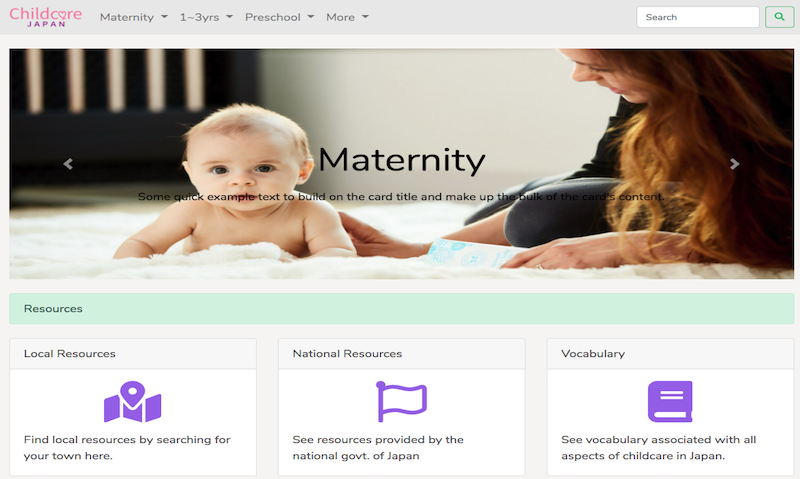 Childcare
JAPAN
Maternity
1~3yrs
Preschool
More
Search
Maternity
Some quick example text to build on the card title and make up the bulk of the card's content.
Resources
Local Resources
National Resources
Vocabulary
Find local resources by searching for
your town here.
See resources provided by the
national govt. of Japan
See vocabulary associated with all
aspects of childcare in Japan.